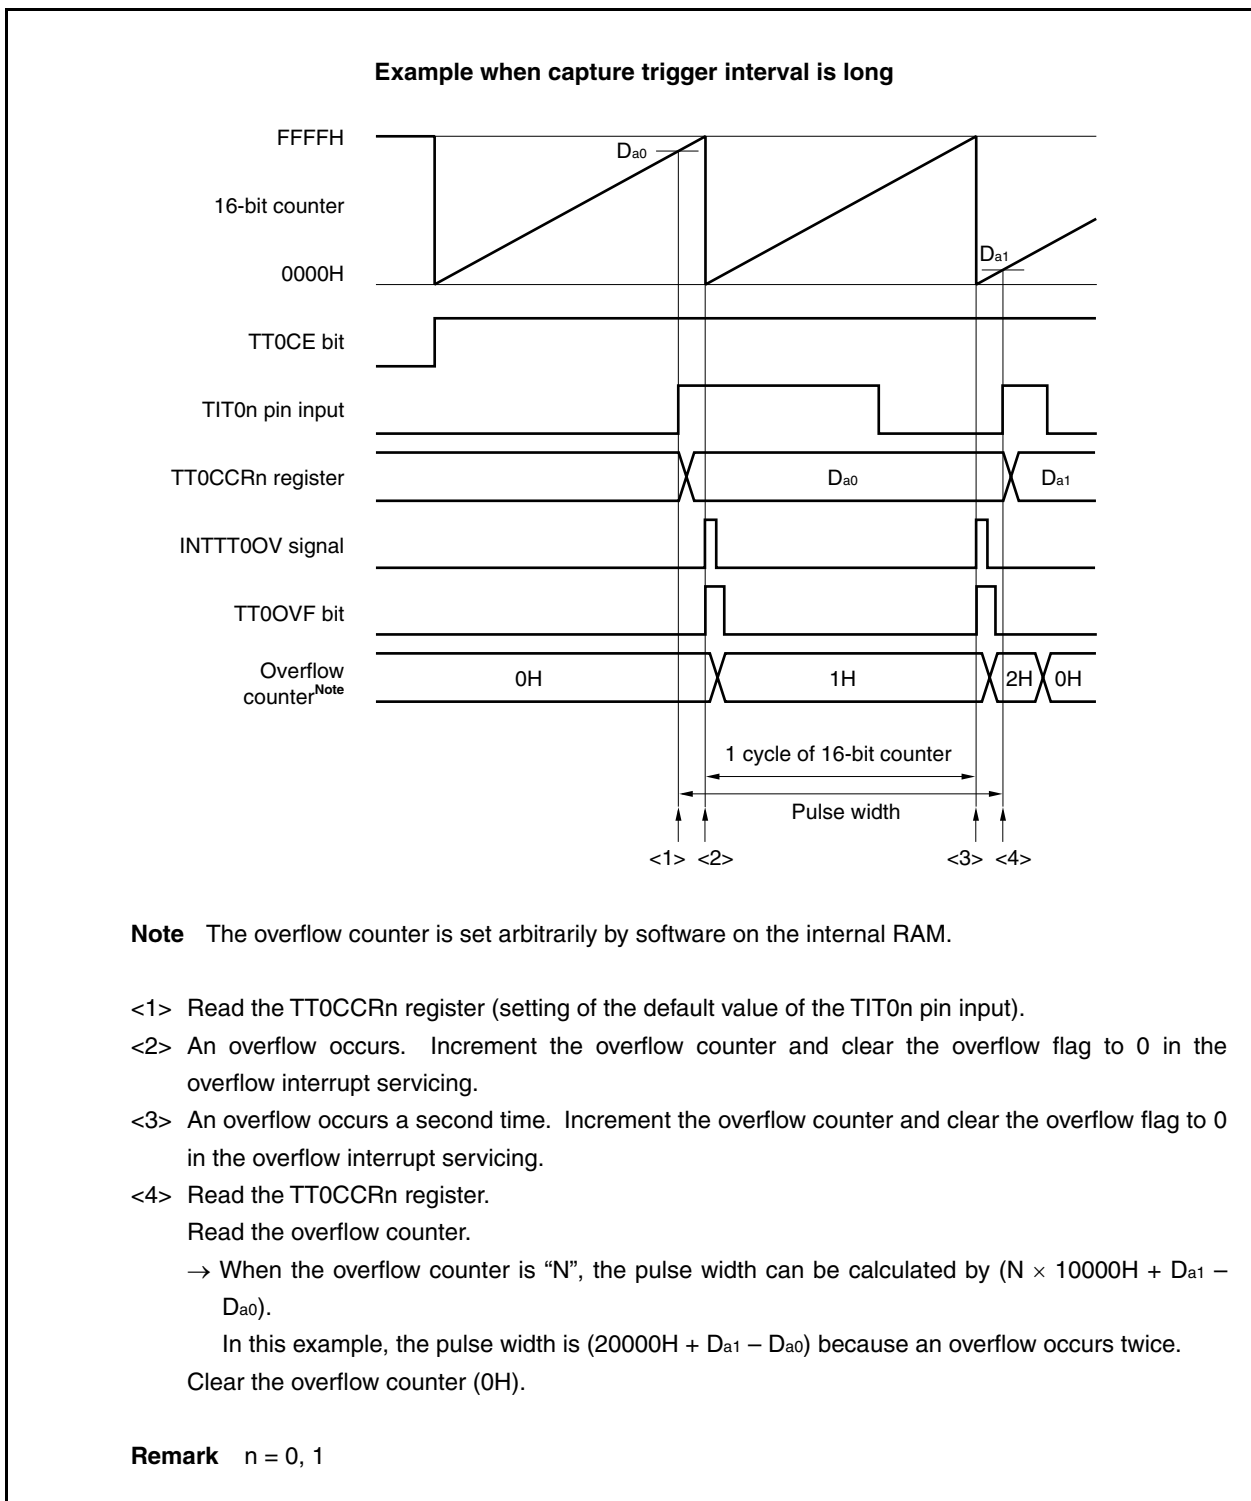 Example when capture trigger interval is long
FFFFH
Da0
16-bit counter
Da1
0000H
TT0CE bit
TIT0n pin input
TT0CCRn register
Da0
Da1
INTTT0OV signal
TT0OVF bit
Overflow
counterNote
0H
1H
2H
0H
1 cycle of 16-bit counter
Pulse width
<1> <2>
<3> <4>
Note The overflow counter is set arbitrarily by software on the internal RAM.
<1> Read the TT0CCRn register (setting of the default value of the TIT0n pin input).
<2> An overflow occurs. Increment the overflow counter and clear the overflow flag to 0 in the
overflow interrupt servicing.
<3> An overflow occurs a second time. Increment the overflow counter and clear the overflow flag to 0
in the overflow interrupt servicing.
<4> Read the TT0CCRn register.
Read the overflow counter.
→ When the overflow counter is “N”, the pulse width can be calculated by (N × 10000H + Da1 –
Da0).
In this example, the pulse width is (20000H + Da1 – Da0) because an overflow occurs twice.
Clear the overflow counter (0H).
Remark n = 0, 1